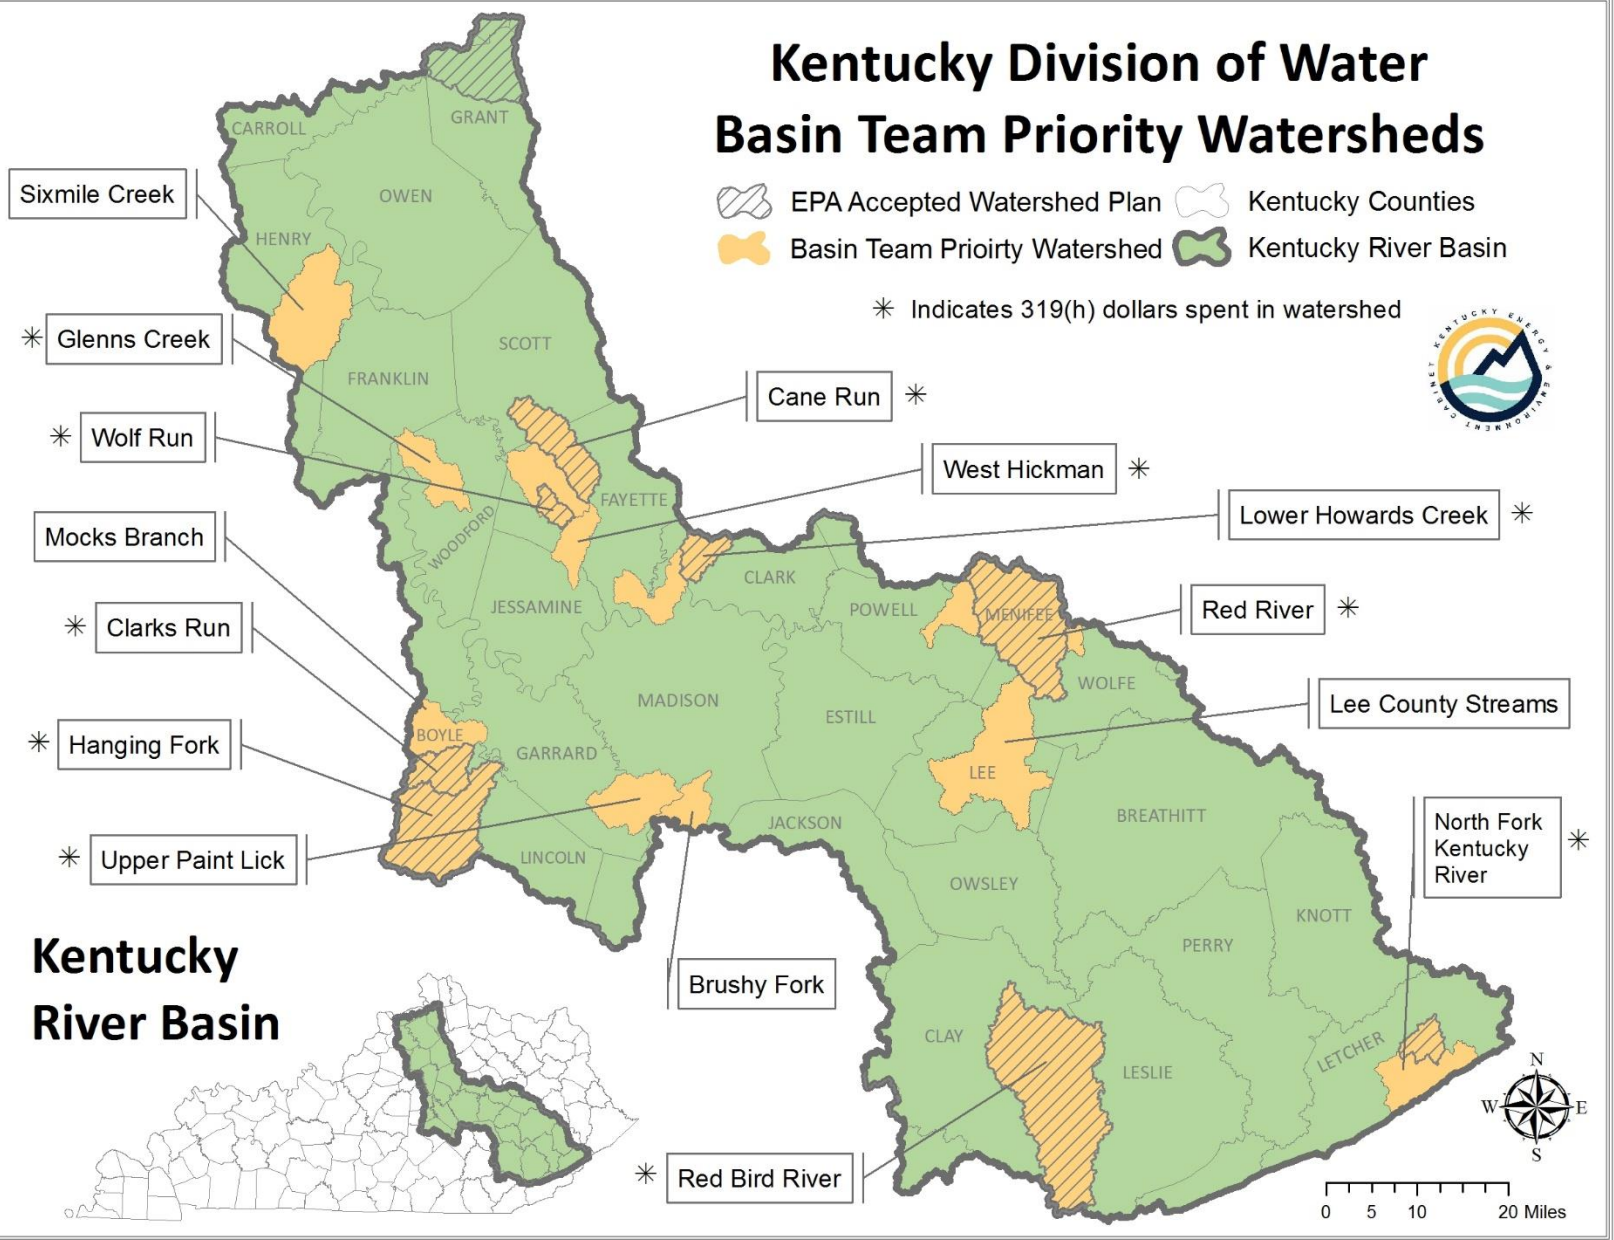 Kentucky Division of Water
Basin Team Priority Watersheds
EPA Accepted Watershed Plan
Kentucky Counties
Basin Team Prioirty Watershed
Kentucky River Basin
✳ Indicates 319(h) dollars spent in watershed
KENTUCKY ENERGY & ENVIRONMENT CABINET
CARROLL
GRANT
OWEN
HENRY
SCOTT
FRANKLIN
FAYETTE
WOODFORD
CLARK
JESSAMINE
POWELL
MENIFEE
WOLFE
MADISON
ESTILL
BOYLE
GARRARD
LEE
BREATHITT
JACKSON
LINCOLN
OWSLEY
KNOTT
PERRY
CLAY
LESLIE
LETCHER
Sixmile Creek
✳ Glenns Creek
✳ Wolf Run
Mocks Branch
✳ Clarks Run
✳ Hanging Fork
✳ Upper Paint Lick
Cane Run ✳
West Hickman ✳
Lower Howards Creek ✳
Red River ✳
Lee County Streams
North Fork
Kentucky ✳
River
Brushy Fork
✳ Red Bird River
Kentucky
River Basin
N
W E
S
0 5 10 20 Miles